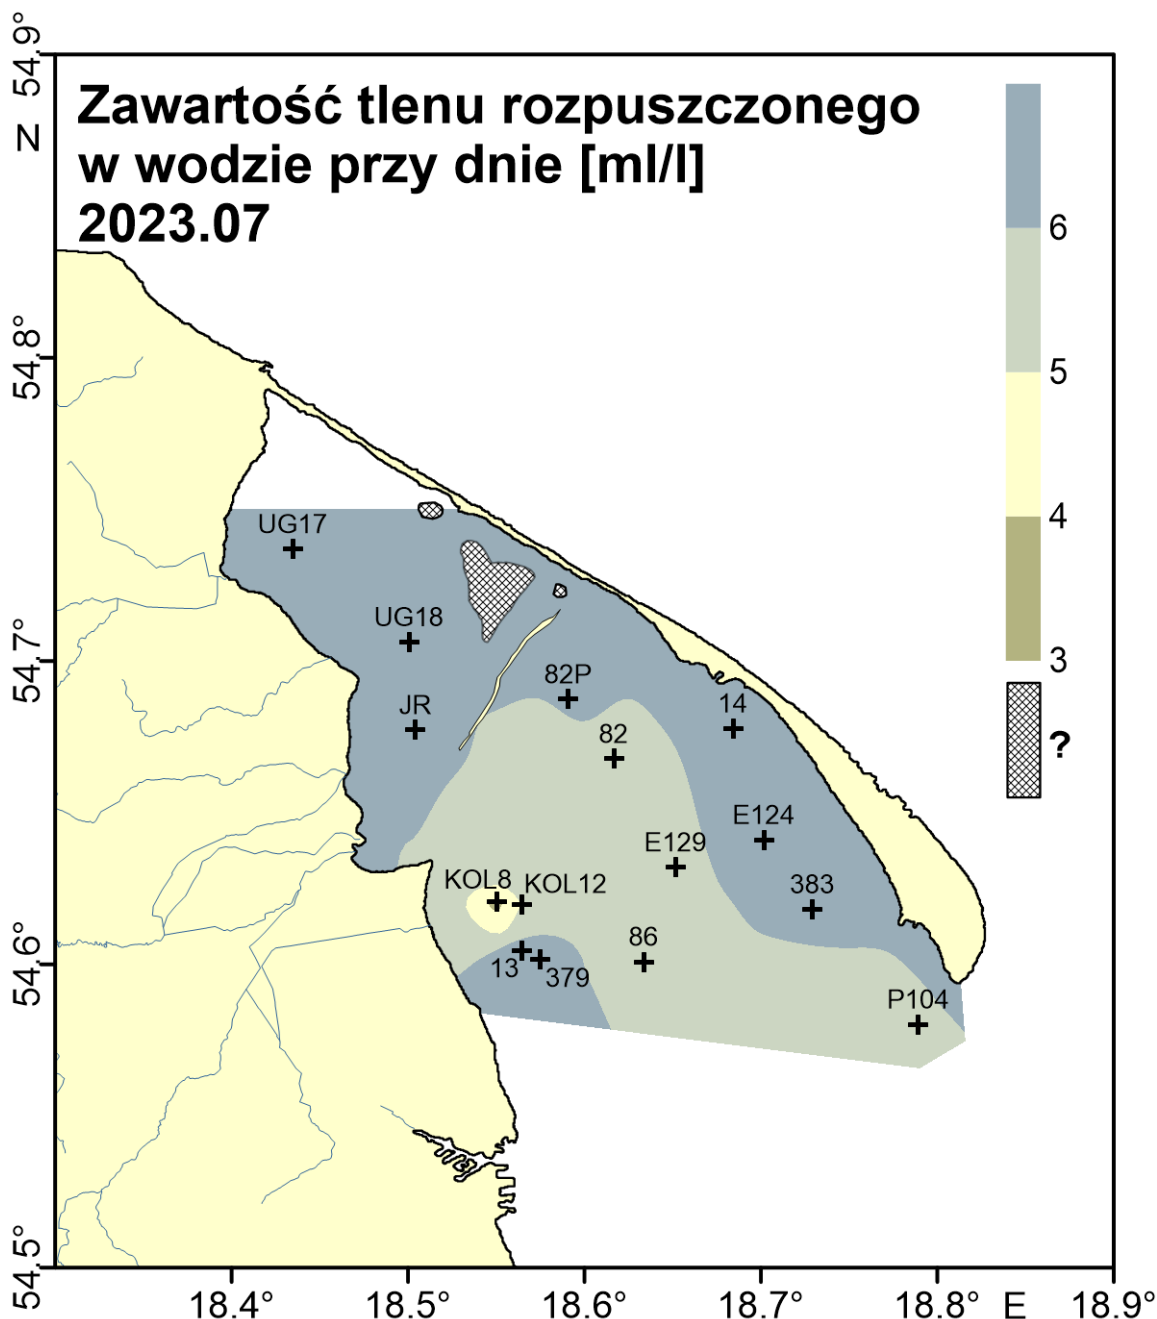 Zawartość tlenu rozpuszczonego
w wodzie przy dnie [ml/l]
2023.07
54.9°
N
54.8°
54.7°
54.6°
54.5°
6
5
4
3
?
UG17
UG18
82P
JR
14
82
E124
E129
KOL8
KOL12
383
86
13
379
P104
18.4°
18.5°
18.6°
18.7°
18.8°
E
18.9°